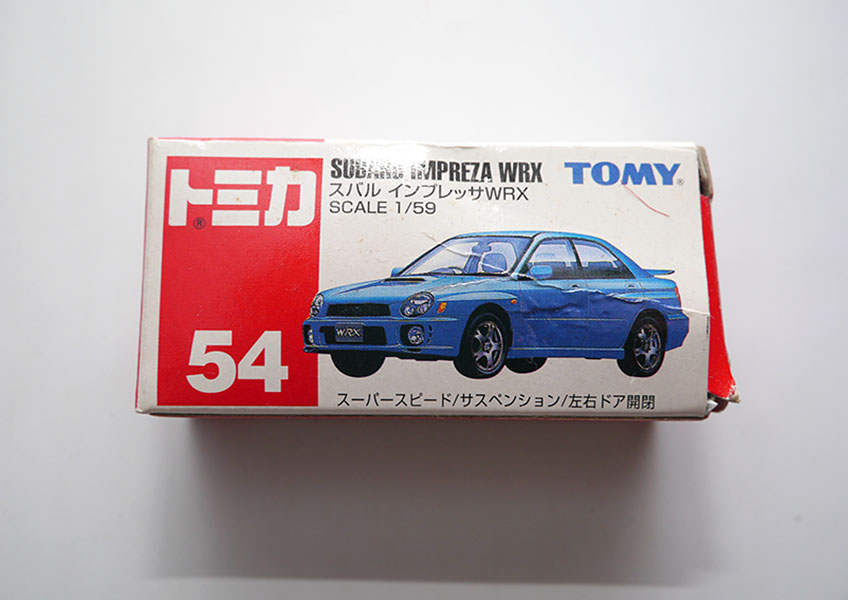 トミカ®
54
SUBARU IMPREZA WRX
スバル インプレッサWRX
SCALE 1/59
TOMY®
WRX
スーパースピード/サスペンション/左右ドア開閉